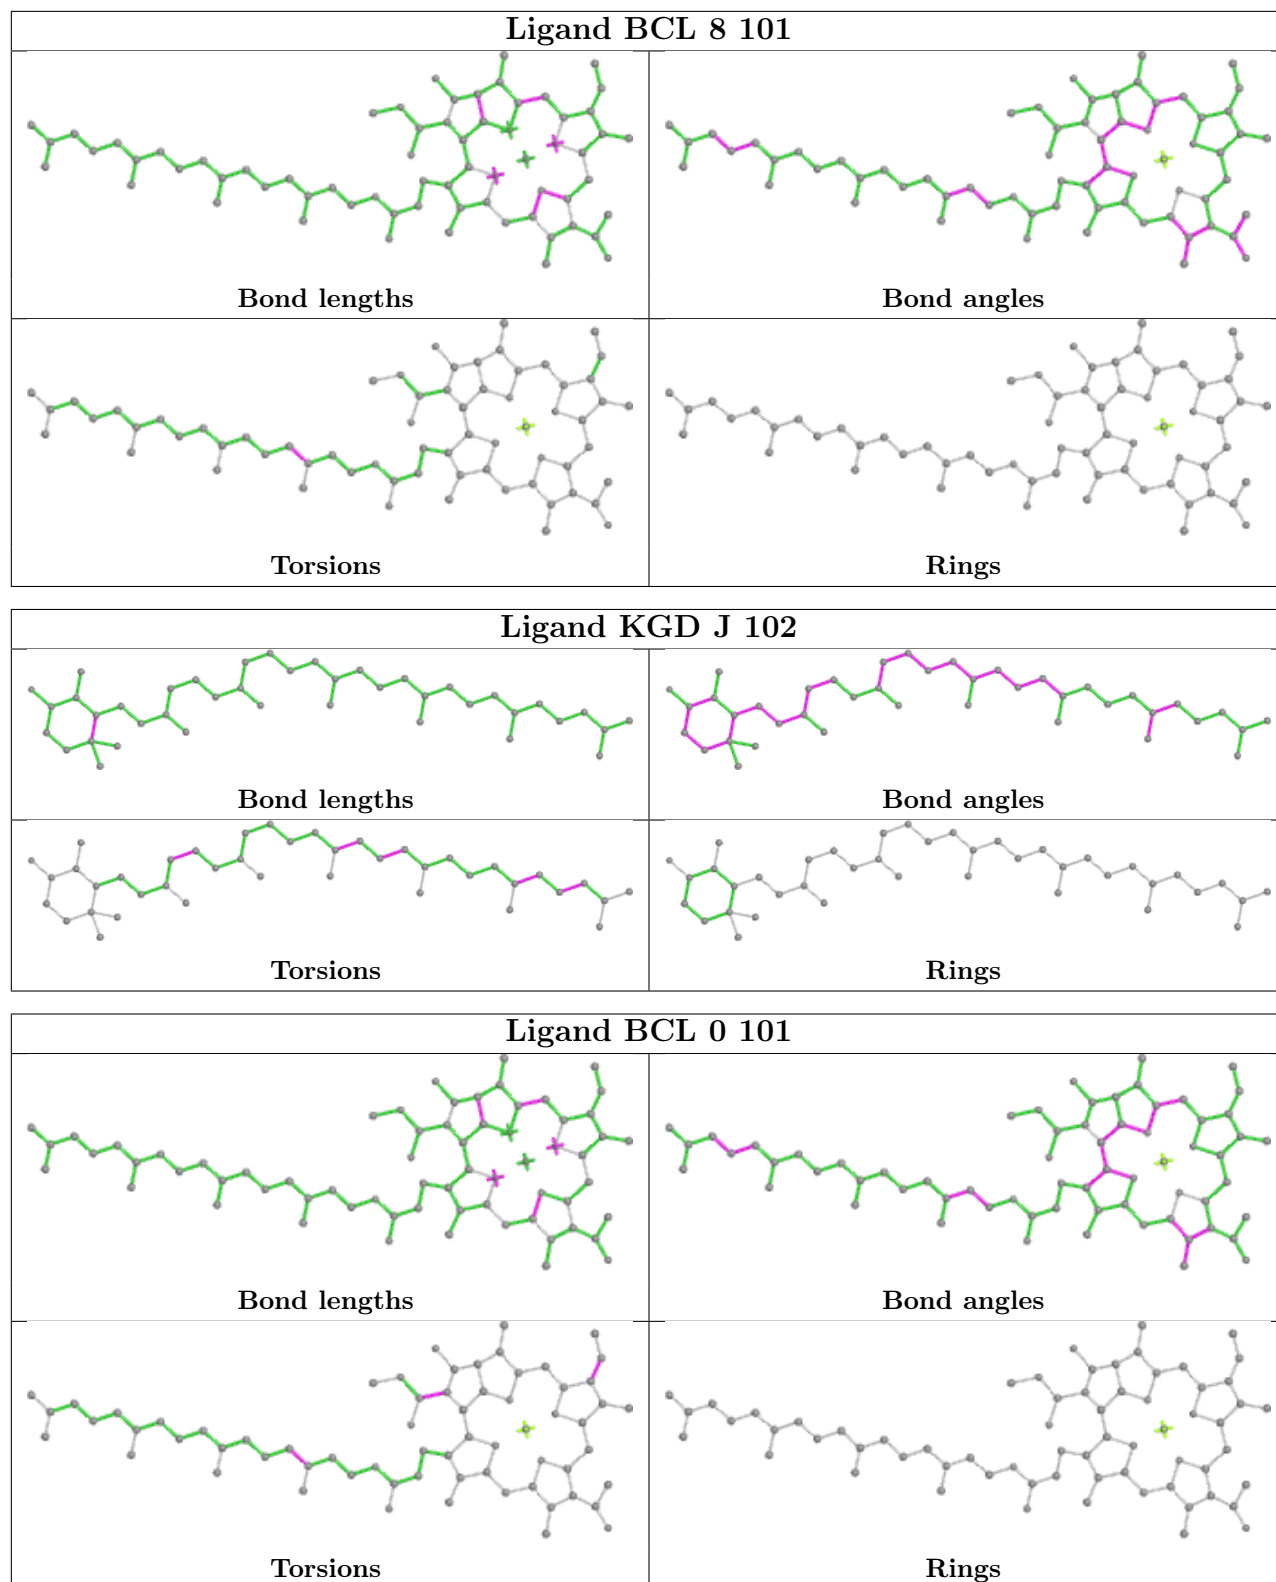 Ligand BCL 8 101
Bond lengths
Bond angles
Torsions
Rings
Ligand KGD J 102
Bond lengths
Bond angles
Torsions
Rings
Ligand BCL 0 101
Bond lengths
Bond angles
Torsions
Rings